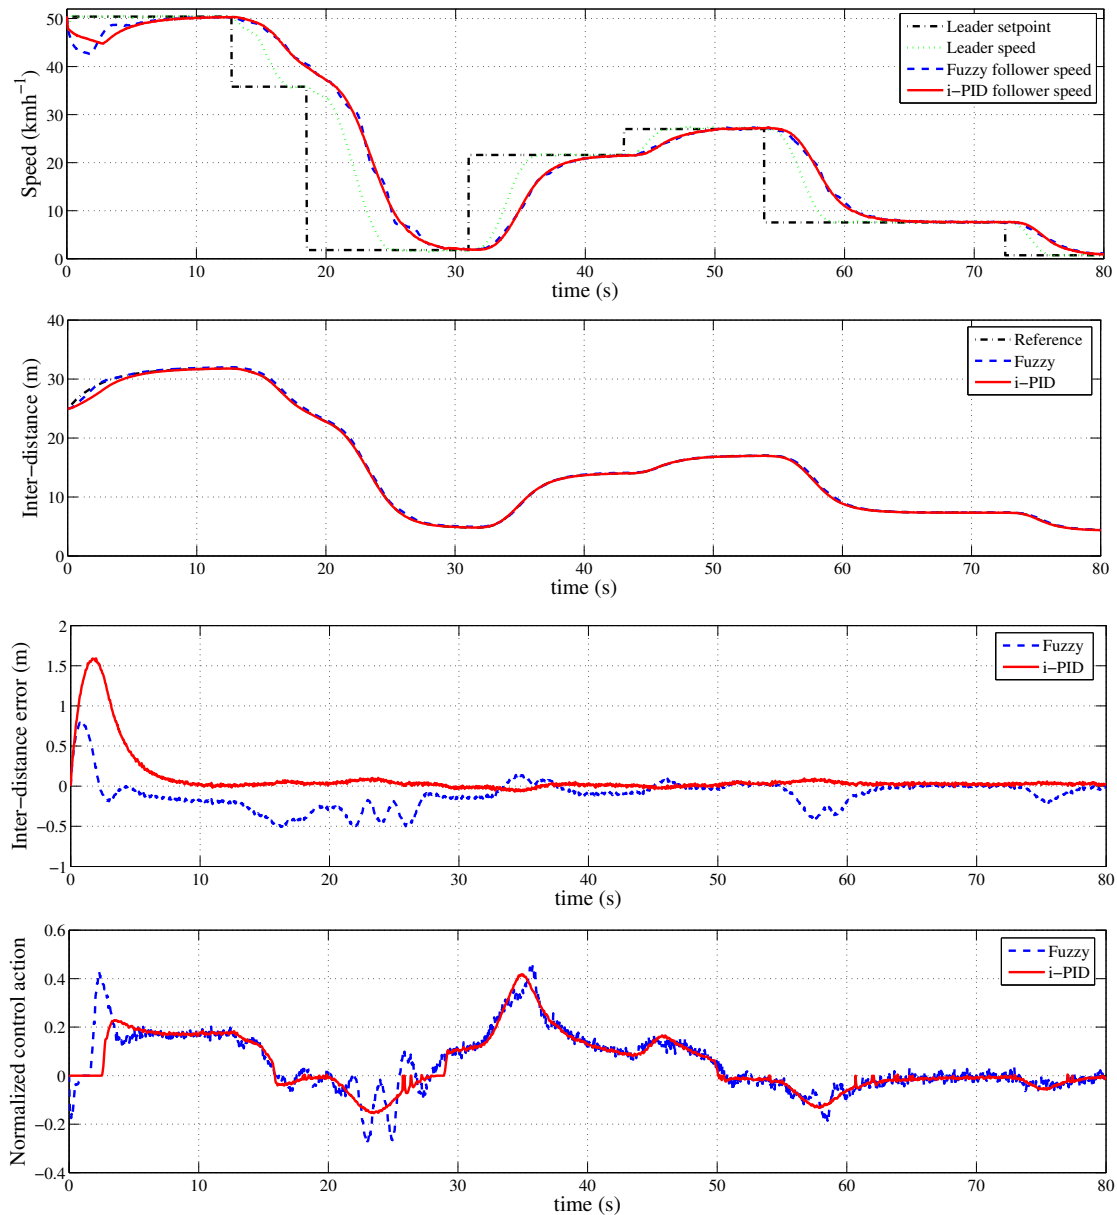 50
40
30
20
10
0
Speed (kmh⁻¹)
Leader setpoint
Leader speed
Fuzzy follower speed
i−PID follower speed
0 10 20 30 40 50 60 70 80
time (s)
40
30
20
10
0
Inter−distance (m)
Reference
Fuzzy
i−PID
0 10 20 30 40 50 60 70 80
time (s)
2
1.5
1
0.5
0
−0.5
−1
Inter−distance error (m)
Fuzzy
i−PID
0 10 20 30 40 50 60 70 80
time (s)
0.6
0.4
0.2
0
−0.2
−0.4
Normalized control action
Fuzzy
i−PID
0 10 20 30 40 50 60 70 80
time (s)